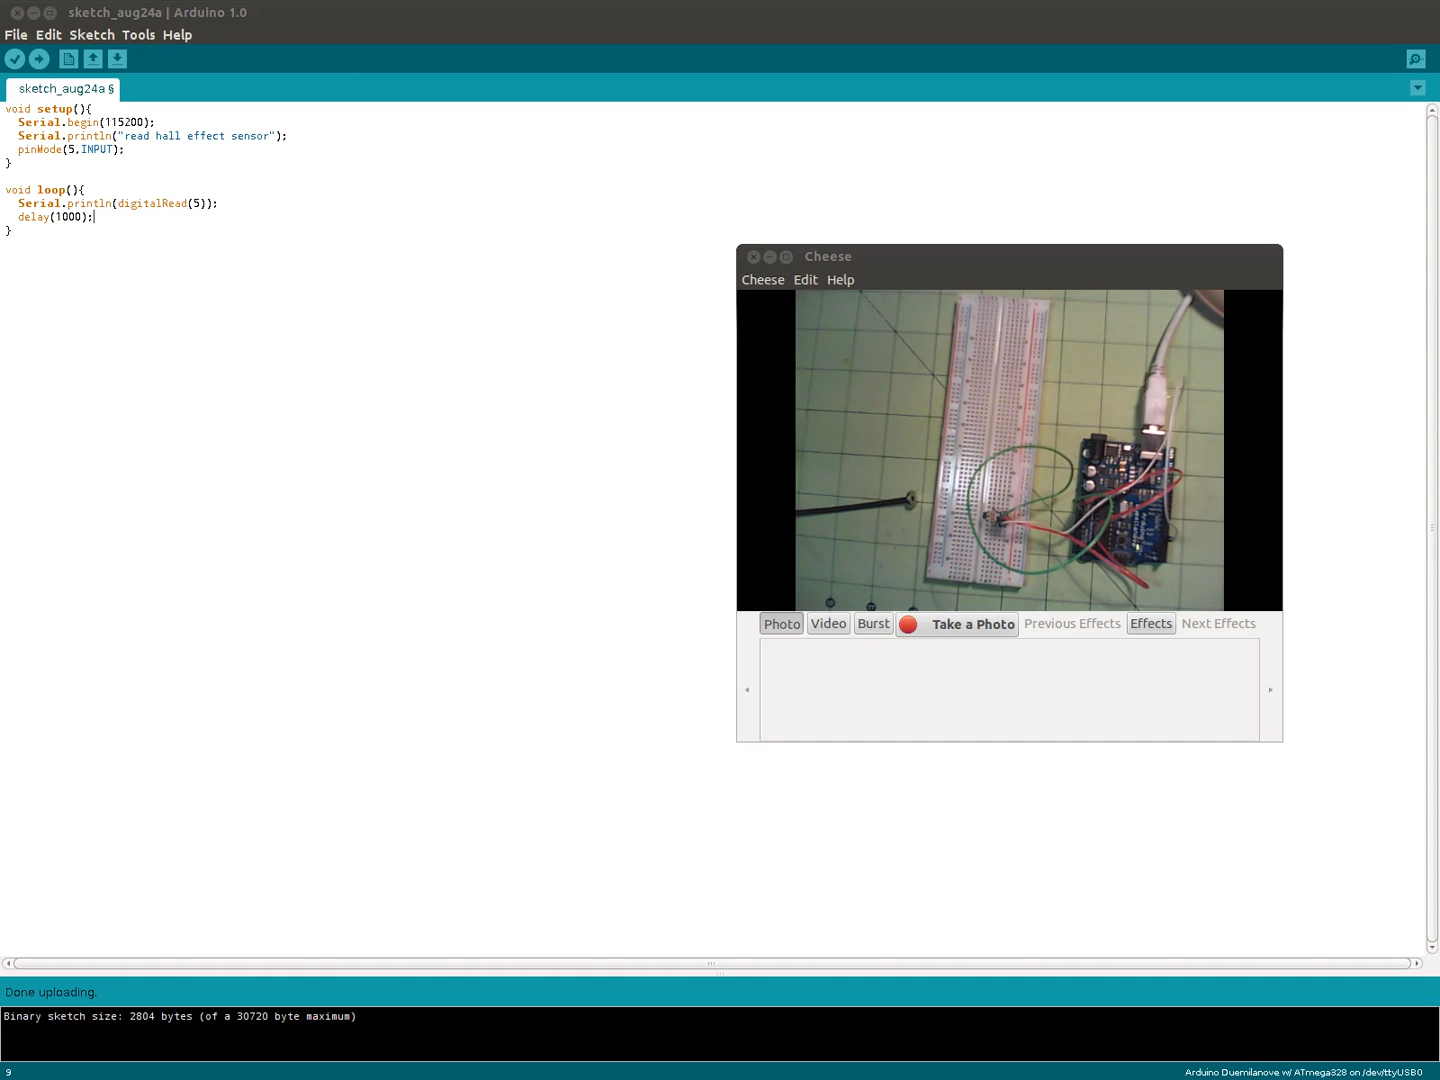 sketch_aug24a | Arduino 1.0
File Edit Sketch Tools Help
sketch_aug24a §
void setup(){
Serial.begin(115200);
Serial.println("read hall effect sensor");
pinMode(5,INPUT);
}
void loop(){
Serial.println(digitalRead(5));
delay(1000);
}
Cheese
Cheese Edit Help
Photo Video Burst Take a Photo Previous Effects Effects Next Effects
Done uploading.
Binary sketch size: 2804 bytes (of a 30720 byte maximum)
9
Arduino Duemilanove w/ ATmega328 on /dev/ttyUSB0